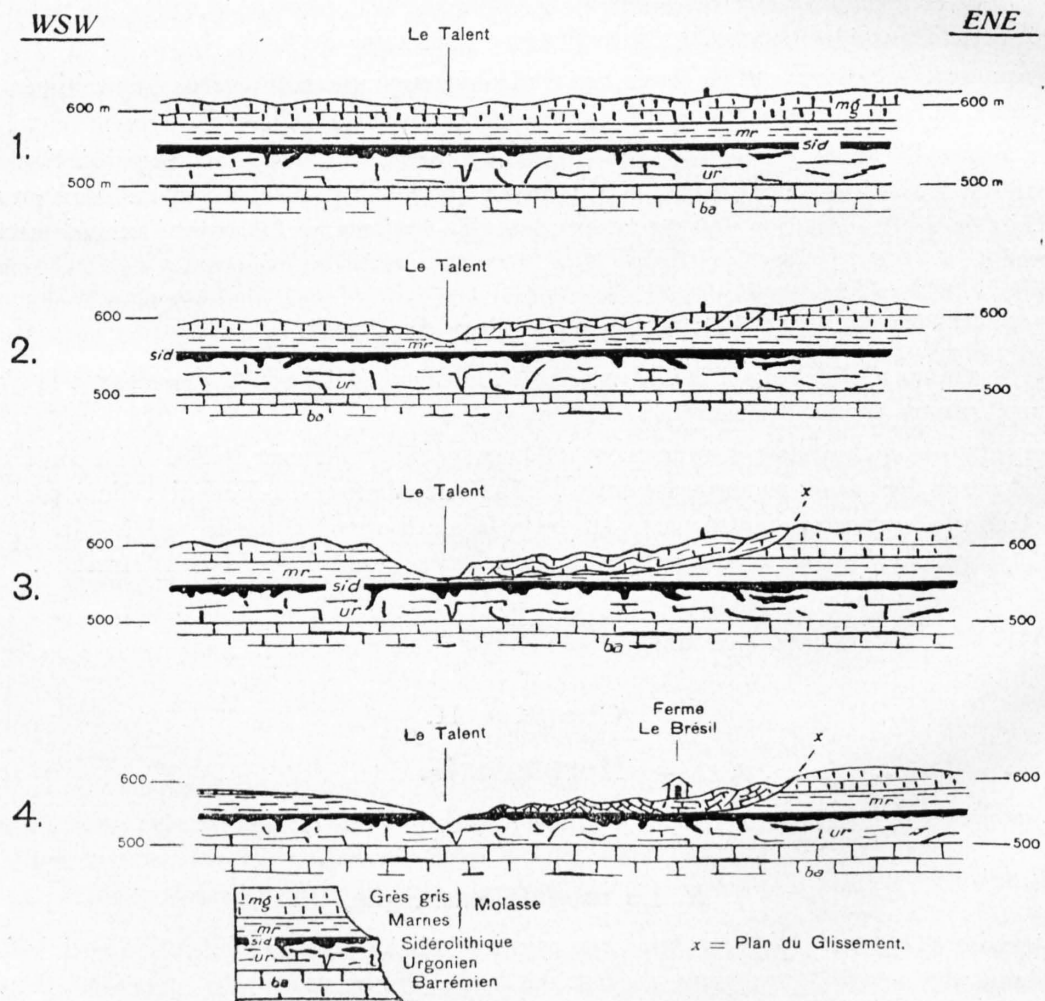 WSW
ENE
Le Talent
600 m
600 m
mg
mr
1.
sid
ur
500 m
500 m
ba
Le Talent
600
600
2.
mr
sid
ur
500
500
ba
Le Talent
x
600
600
3.
mr
sid
ur
500
500
ba
Ferme
Le Brésil
Le Talent
x
600
600
mr
4.
ur
500
500
ba
mg
Grès gris
Marnes
Molasse
mr
sid
Sidérolithique
x = Plan du Glissement.
ur
Urgonien
ba
Barrémien